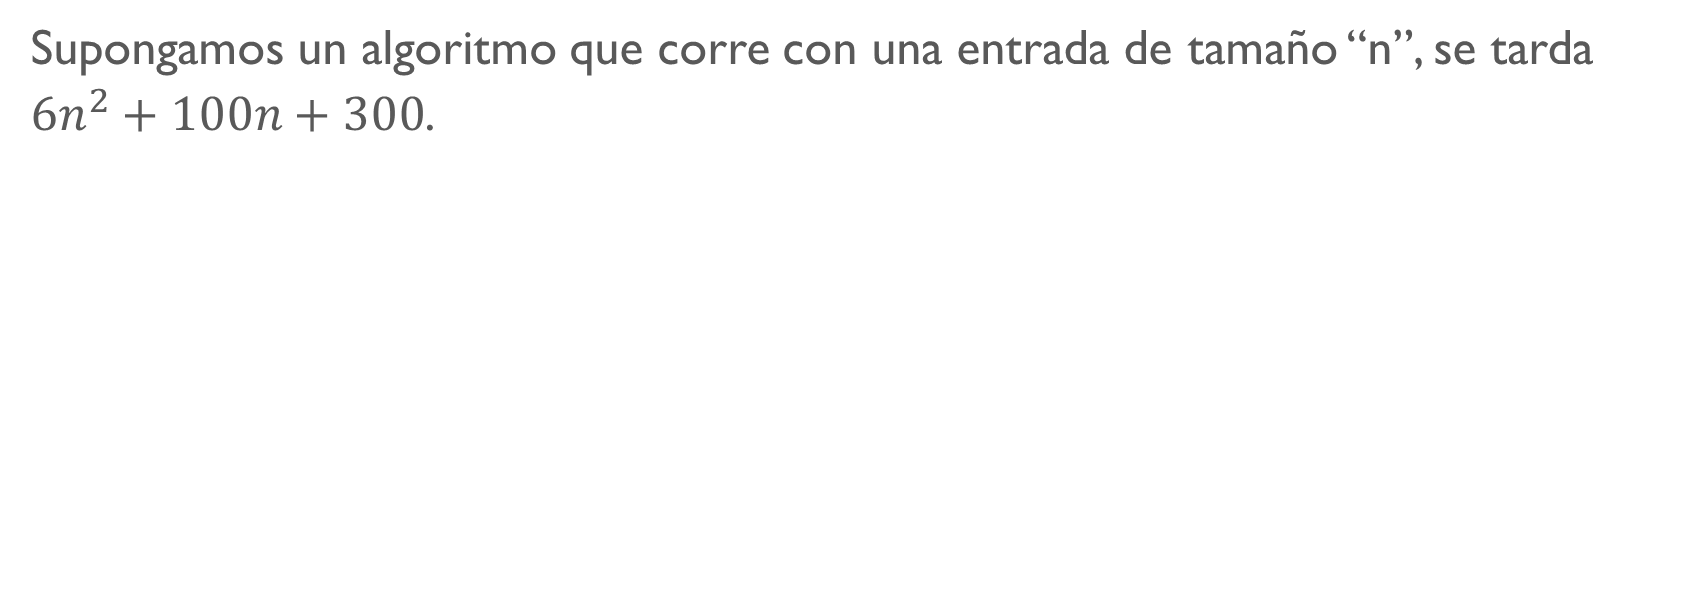 Supongamos un algoritmo que corre con una entrada de tamaño “n”, se tarda
6n² + 100n + 300.